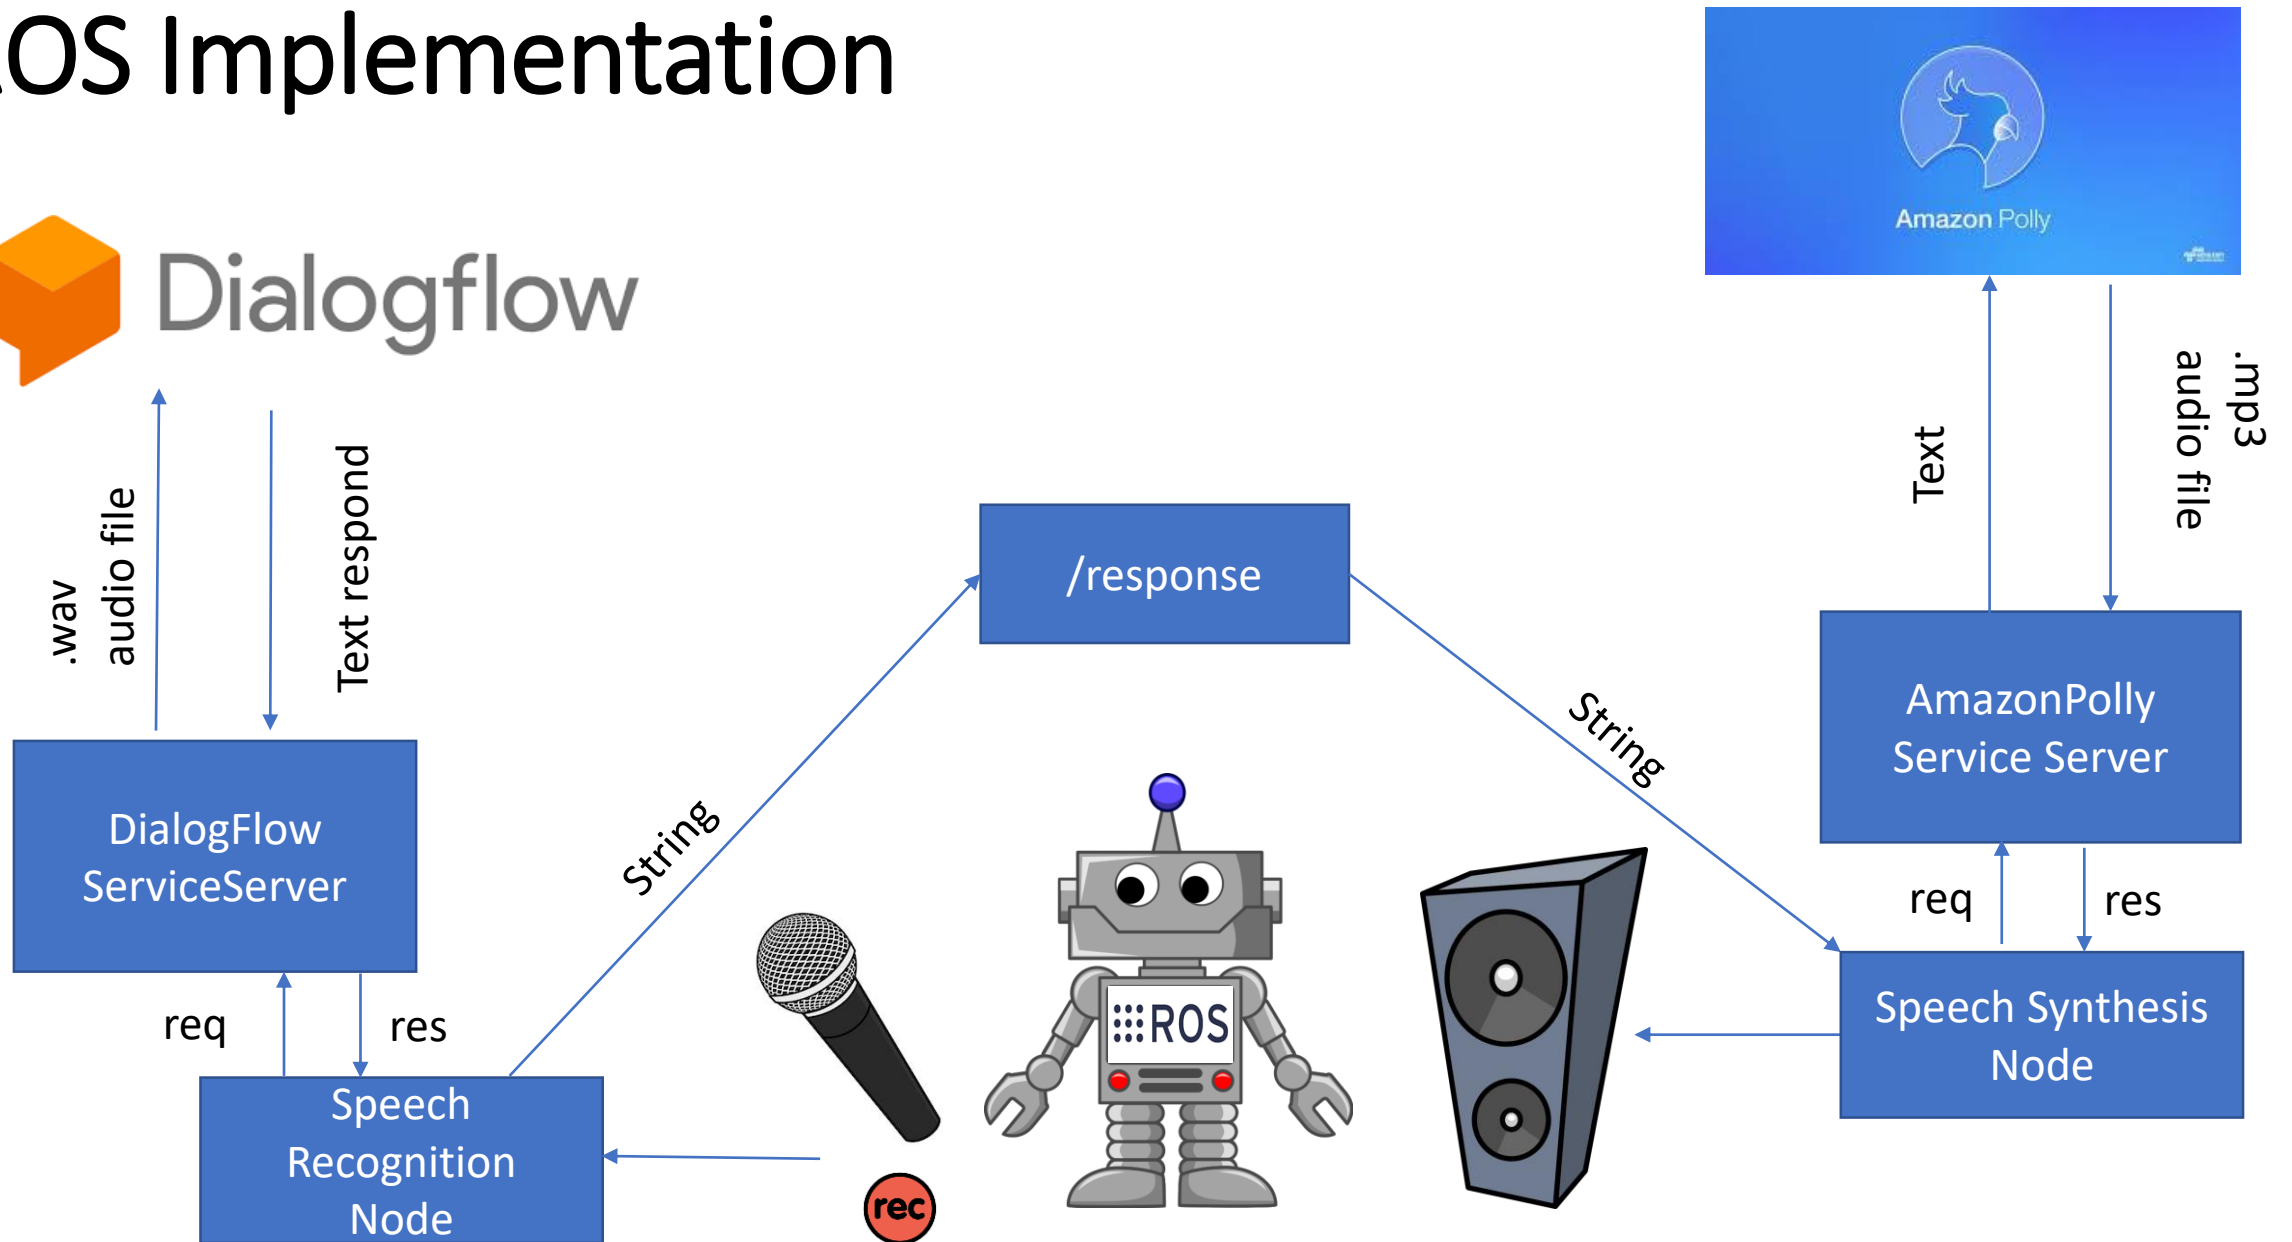 OS Implementation
Amazon Polly
Dialogflow
.wav
audio file
Text respond
Text
.mp3
audio file
/response
String
String
AmazonPolly
Service Server
DialogFlow
ServiceServer
req
res
req
res
ROS
Speech Synthesis
Node
Speech
Recognition
Node
rec